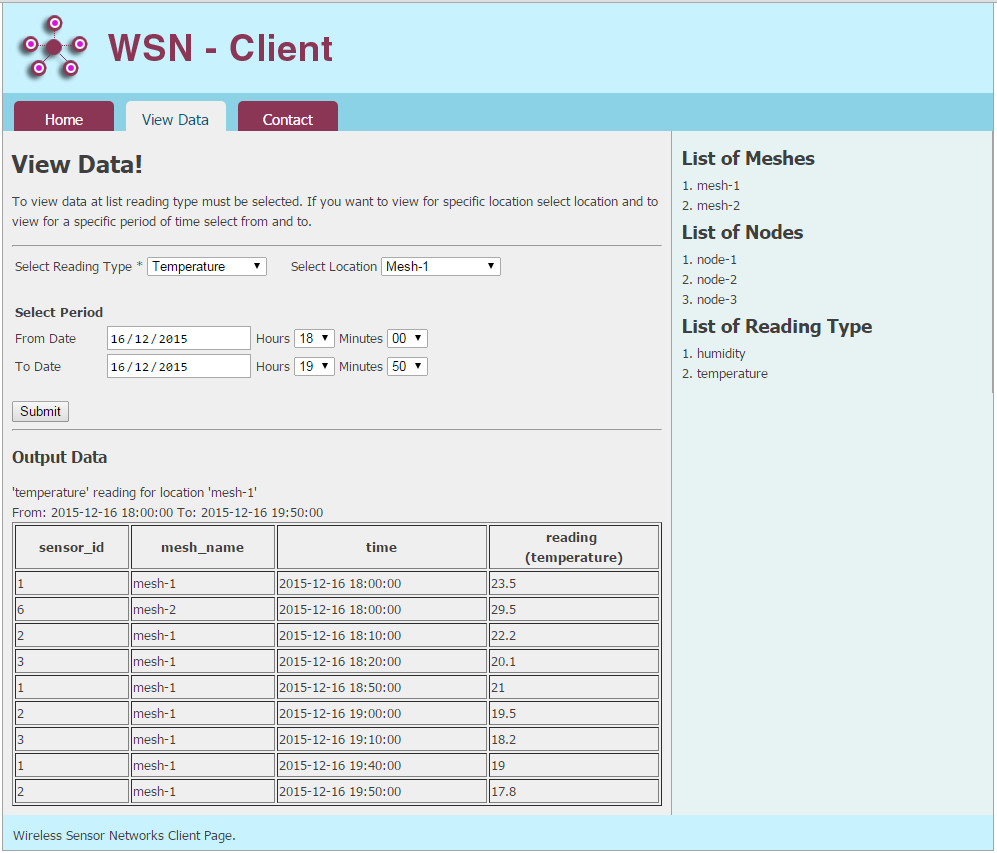 WSN - Client
Home View Data Contact
View Data!
To view data at list reading type must be selected. If you want to view for specific location select location and to
view for a specific period of time select from and to.
Select Reading Type * Temperature Select Location Mesh-1
Select Period
From Date 16/12/2015 Hours 18 Minutes 00
To Date 16/12/2015 Hours 19 Minutes 50
Submit
Output Data
'temperature' reading for location 'mesh-1'
From: 2015-12-16 18:00:00 To: 2015-12-16 19:50:00
sensor_id mesh_name time reading
(temperature)
1 mesh-1 2015-12-16 18:00:00 23.5
6 mesh-2 2015-12-16 18:00:00 29.5
2 mesh-1 2015-12-16 18:10:00 22.2
3 mesh-1 2015-12-16 18:20:00 20.1
1 mesh-1 2015-12-16 18:50:00 21
2 mesh-1 2015-12-16 19:00:00 19.5
3 mesh-1 2015-12-16 19:10:00 18.2
1 mesh-1 2015-12-16 19:40:00 19
2 mesh-1 2015-12-16 19:50:00 17.8
List of Meshes
1. mesh-1
2. mesh-2
List of Nodes
1. node-1
2. node-2
3. node-3
List of Reading Type
1. humidity
2. temperature
Wireless Sensor Networks Client Page.